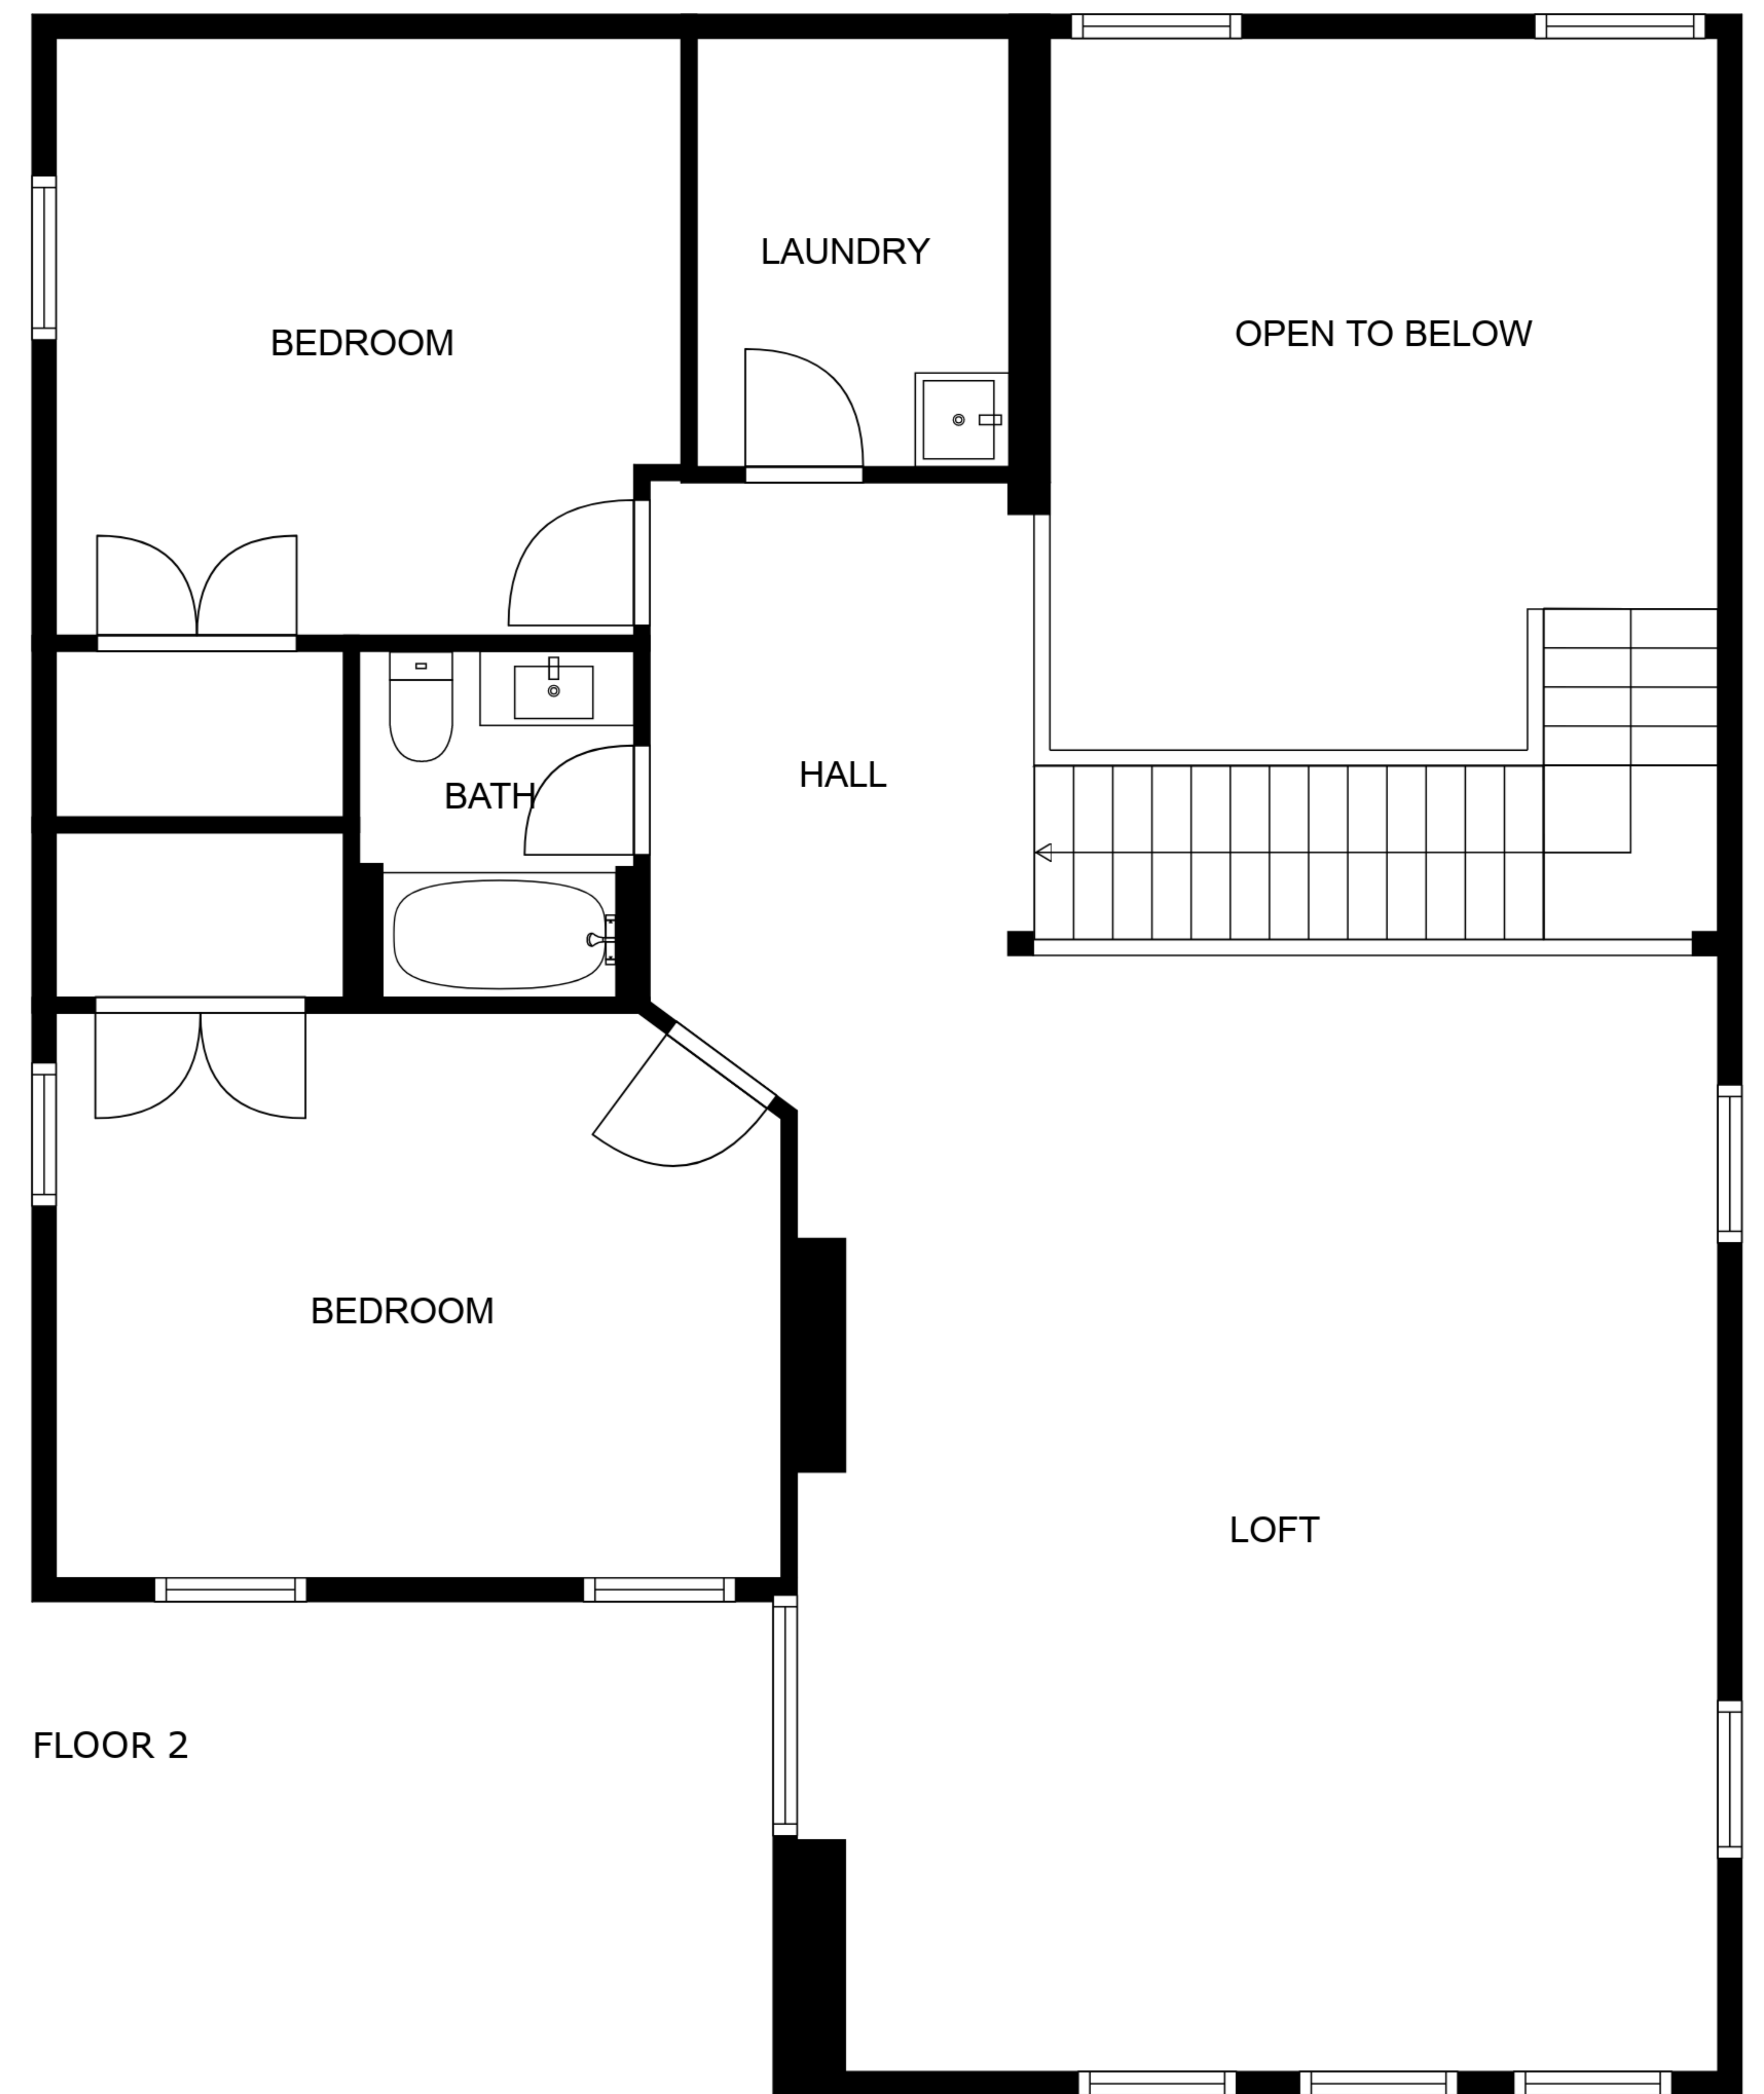 LAUNDRY
OPEN TO BELOW
BEDROOM
HALL
BATH
BEDROOM
LOFT
FLOOR 2